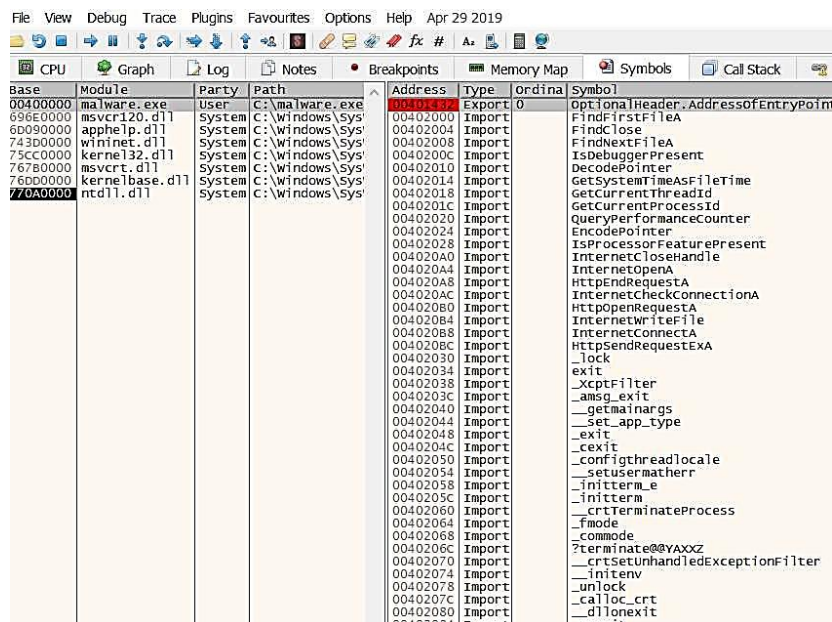 File View Debug Trace Plugins Favourites Options Help Apr 29 2019
CPU Graph Log Notes Breakpoints Memory Map Symbols Call Stack
Base Module Party Path
00400000 malware.exe User C:\malware.exe
696E0000 msvcr120.dll System C:\Windows\Sys
6D090000 apphelp.dll System C:\Windows\Sys
743D0000 wininet.dll System C:\Windows\Sys
75CC0000 kernel32.dll System C:\Windows\Sys
767B0000 msvcrt.dll System C:\Windows\Sys
76DD0000 kernelbase.dll System C:\Windows\Sys
770A0000 ntdll.dll System C:\Windows\Sys
Address Type Ordina Symbol
00401432 Export 0 OptionalHeader.AddressOfEntryPoint
00402000 Import FindFirstFileA
00402004 Import FindClose
00402008 Import FindNextFileA
0040200C Import IsDebuggerPresent
00402010 Import DecodePointer
00402014 Import GetSystemTimeAsFileTime
00402018 Import GetCurrentThreadId
0040201C Import GetCurrentProcessId
00402020 Import QueryPerformanceCounter
00402024 Import EncodePointer
00402028 Import IsProcessorFeaturePresent
004020A0 Import InternetCloseHandle
004020A4 Import InternetOpenA
004020A8 Import HttpEndRequestA
004020AC Import InternetCheckConnectionA
004020B0 Import HttpOpenRequestA
004020B4 Import InternetWriteFile
004020B8 Import InternetConnectA
004020BC Import HttpSendRequestExA
00402030 Import _lock
00402034 Import exit
00402038 Import _XcptFilter
0040203C Import _amsg_exit
00402040 Import __getmainargs
00402044 Import __set_app_type
00402048 Import _exit
0040204C Import _cexit
00402050 Import _configthreadlocale
00402054 Import __setusermatherr
00402058 Import _initterm_e
0040205C Import _initterm
00402060 Import __crtTerminateProcess
00402064 Import _fmode
00402068 Import _commode
0040206C Import ?terminate@@YAXXZ
00402070 Import __crtSetUnhandledExceptionFilter
00402074 Import __initenv
00402078 Import _unlock
0040207C Import _calloc_crt
00402080 Import __dllonexit